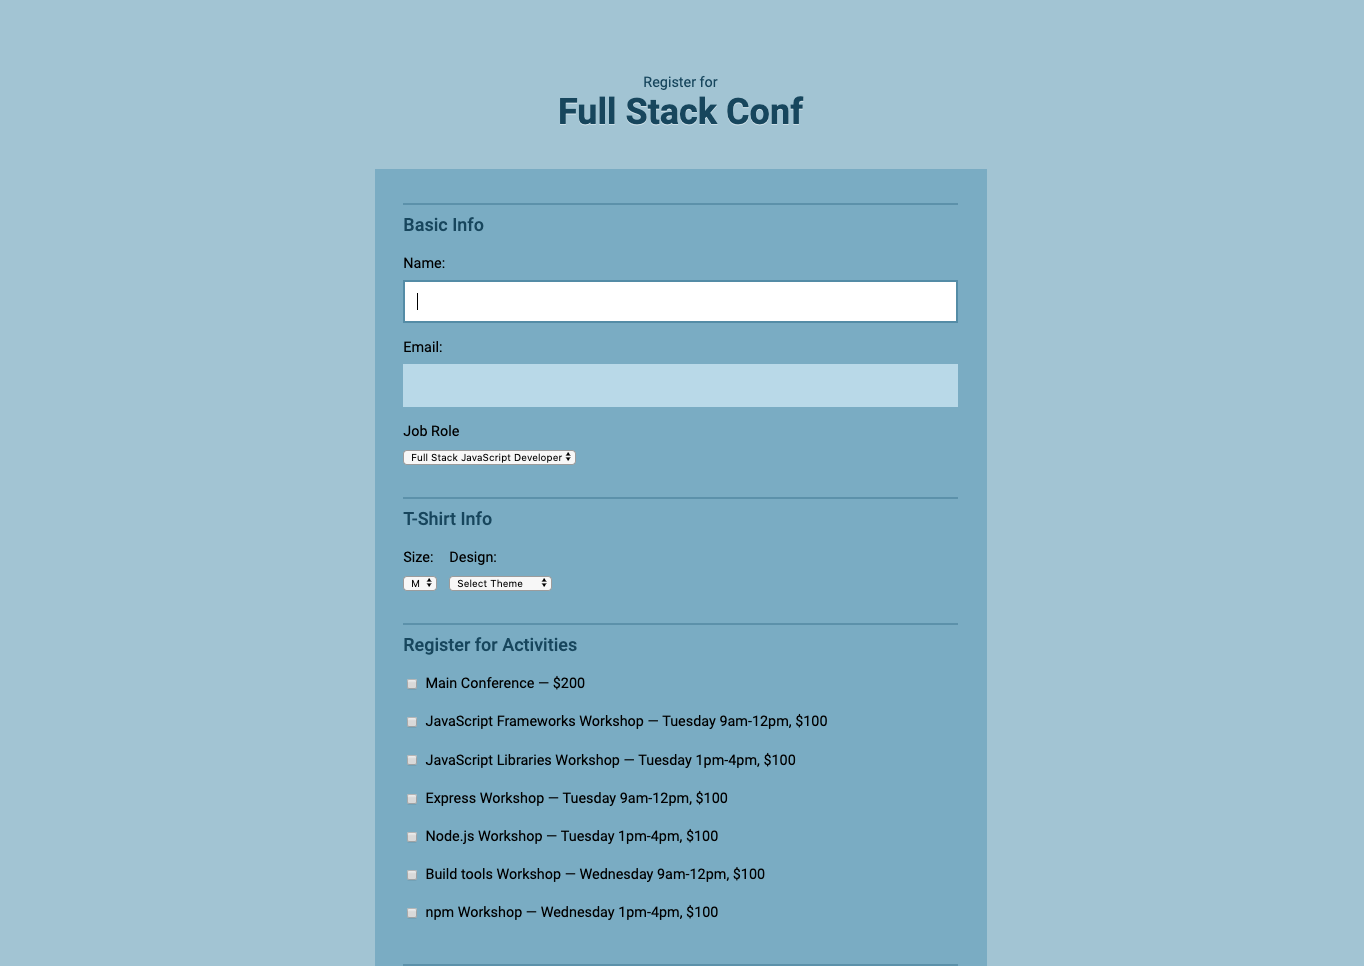 Register for
Full Stack Conf
Basic Info
Name:
Email:
Job Role
Full Stack JavaScript Developer
T-Shirt Info
Size: Design:
M Select Theme
Register for Activities
Main Conference — $200
JavaScript Frameworks Workshop — Tuesday 9am-12pm, $100
JavaScript Libraries Workshop — Tuesday 1pm-4pm, $100
Express Workshop — Tuesday 9am-12pm, $100
Node.js Workshop — Tuesday 1pm-4pm, $100
Build tools Workshop — Wednesday 9am-12pm, $100
npm Workshop — Wednesday 1pm-4pm, $100